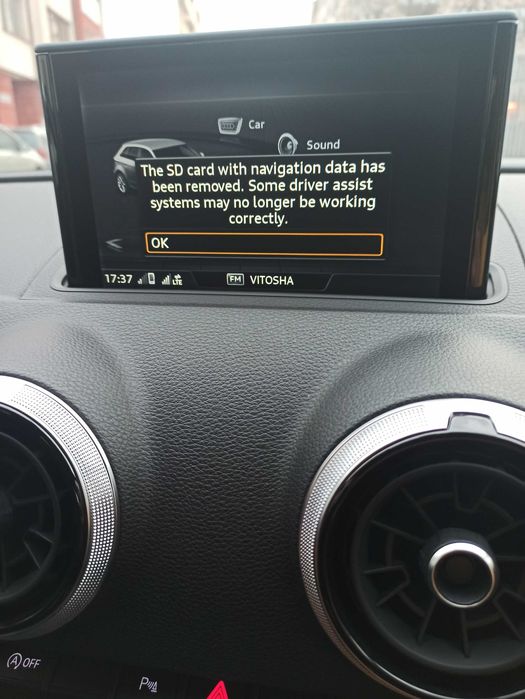 Car
Sound
The SD card with navigation data has
been removed. Some driver assist
systems may no longer be working
correctly.
OK
17:37 LTE FM VITOSHA
A OFF
P